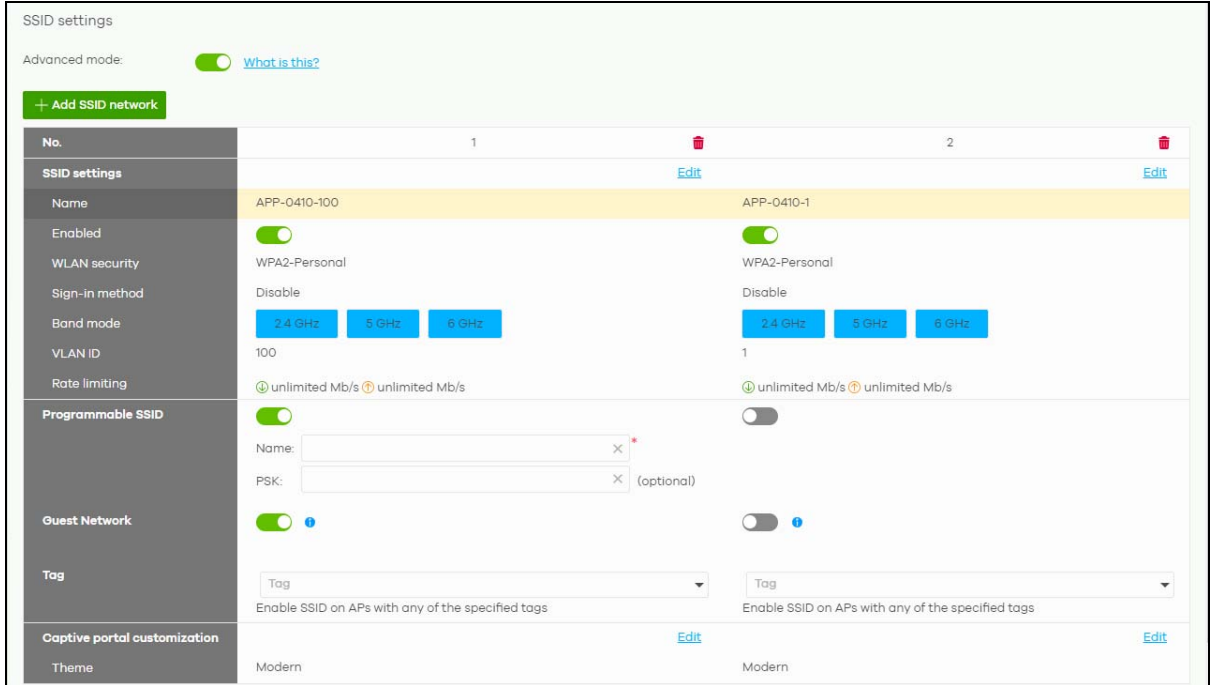 SSID settings
Advanced mode: What is this?
+ Add SSID network
No. 1 2
SSID settings Edit Edit
Name APP-0410-100 APP-0410-1
Enabled
WLAN security WPA2-Personal WPA2-Personal
Sign-in method Disable Disable
Band mode 2.4 GHz 5 GHz 6 GHz 2.4 GHz 5 GHz 6 GHz
VLAN ID 100 1
Rate limiting unlimited Mb/s unlimited Mb/s unlimited Mb/s unlimited Mb/s
Programmable SSID
Name: *
PSK: (optional)
Guest Network
Tag
Tag Tag
Enable SSID on APs with any of the specified tags Enable SSID on APs with any of the specified tags
Captive portal customization Edit Edit
Theme Modern Modern